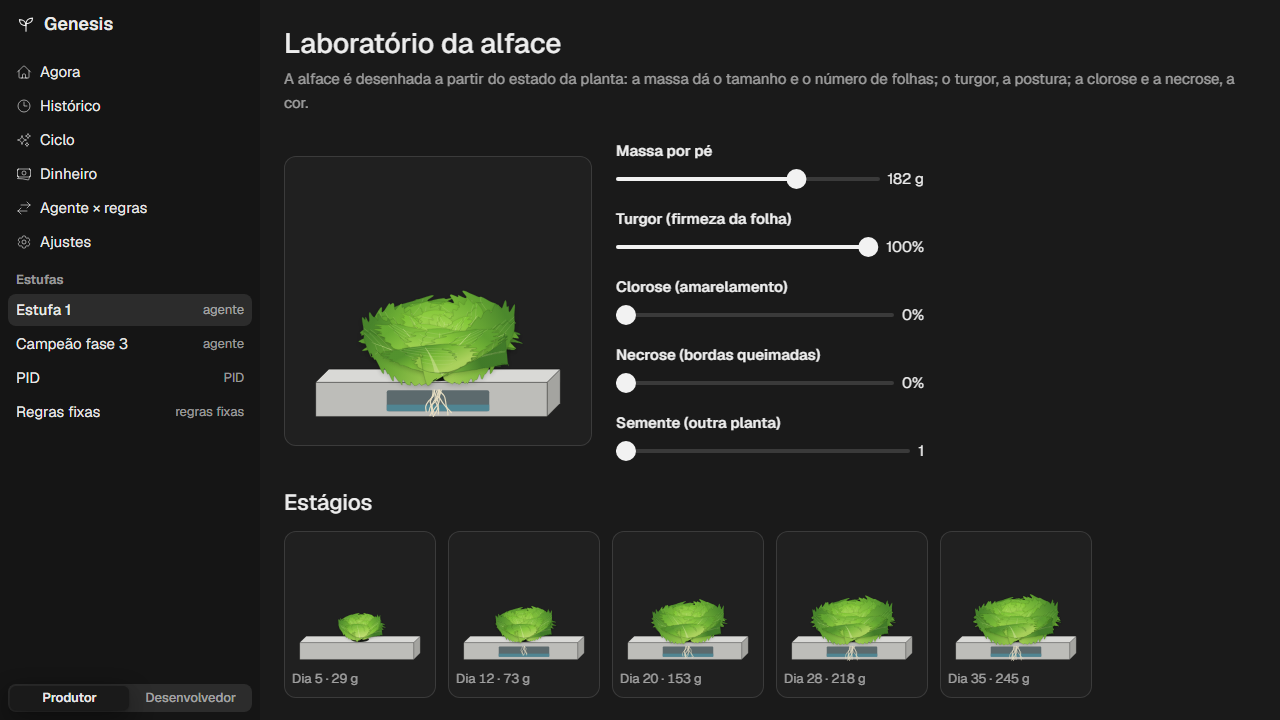 Genesis
Agora
Histórico
Ciclo
Dinheiro
Agente × regras
Ajustes
Estufas
Estufa 1 agente
Campeão fase 3 agente
PID PID
Regras fixas regras fixas
Produtor Desenvolvedor
Laboratório da alface
A alface é desenhada a partir do estado da planta: a massa dá o tamanho e o número de folhas; o turgor, a postura; a clorose e a necrose, a
cor.
Massa por pé
182 g
Turgor (firmeza da folha)
100%
Clorose (amarelamento)
0%
Necrose (bordas queimadas)
0%
Semente (outra planta)
1
Estágios
Dia 5 · 29 g
Dia 12 · 73 g
Dia 20 · 153 g
Dia 28 · 218 g
Dia 35 · 245 g